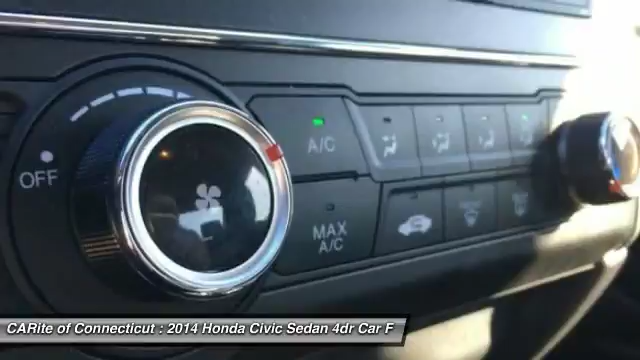 A/C
OFF
MAX
A/C
CARite of Connecticut : 2014 Honda Civic Sedan 4dr Car F